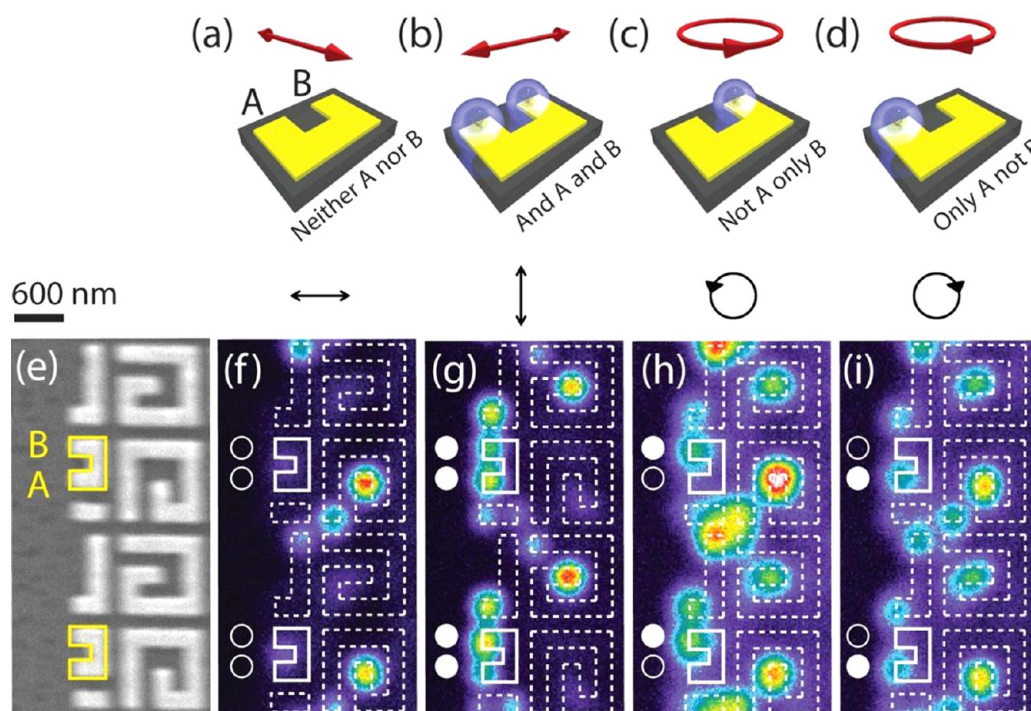 (a) (b) (c) (d)
A B
Neither A nor B
And A and B
Not A only B
Only A not B
600 nm
(e) (f) (g) (h) (i)
B
A